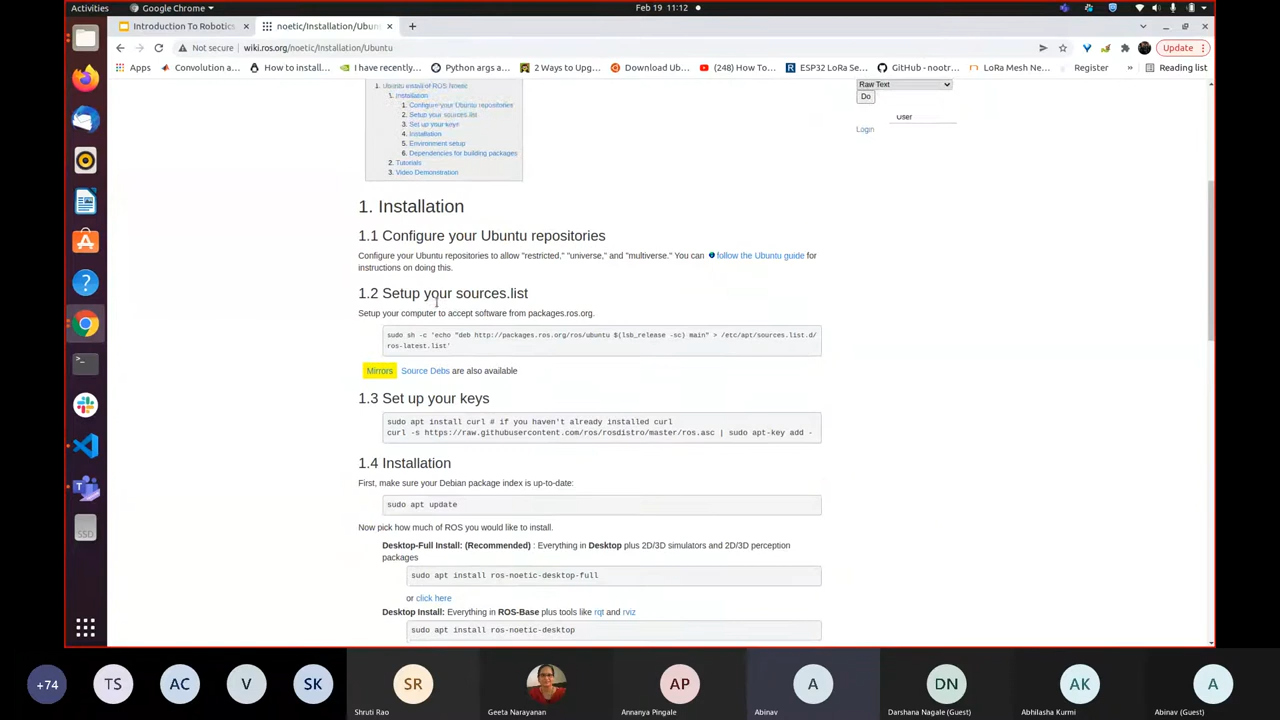 Activities
Google Chrome
Feb 19 11:12
Introduction To Robotics
noetic/Installation/Ubun
Not secure
wiki.ros.org/noetic/Installation/Ubuntu
Update
Apps
Convolution a...
How to install...
I have recently...
Python args a...
2 Ways to Upg...
Download Ub...
(248) How To...
ESP32 LoRa Se...
GitHub - nootr...
LoRa Mesh Ne...
Register
»
Reading list
1. Ubuntu install of ROS Noetic
1. Installation
1. Configure your Ubuntu repositories
2. Setup your sources.list
3. Set up your keys
4. Installation
5. Environment setup
6. Dependencies for building packages
2. Tutorials
3. Video Demonstration
Raw Text
Do
User
Login
1. Installation
1.1 Configure your Ubuntu repositories
Configure your Ubuntu repositories to allow "restricted," "universe," and "multiverse." You can follow the Ubuntu guide for
instructions on doing this.
1.2 Setup your sources.list
Setup your computer to accept software from packages.ros.org.
sudo sh -c 'echo "deb http://packages.ros.org/ros/ubuntu $(lsb_release -sc) main" > /etc/apt/sources.list.d/
ros-latest.list'
Mirrors Source Debs are also available
1.3 Set up your keys
sudo apt install curl # if you haven't already installed curl
curl -s https://raw.githubusercontent.com/ros/rosdistro/master/ros.asc | sudo apt-key add -
1.4 Installation
First, make sure your Debian package index is up-to-date:
sudo apt update
Now pick how much of ROS you would like to install.
Desktop-Full Install: (Recommended) : Everything in Desktop plus 2D/3D simulators and 2D/3D perception
packages
sudo apt install ros-noetic-desktop-full
or click here
Desktop Install: Everything in ROS-Base plus tools like rqt and rviz
sudo apt install ros-noetic-desktop
SSD
+74
TS
AC
V
SK
SR
Shruti Rao
Geeta Narayanan
AP
Annanya Pingale
A
Abinav
DN
Darshana Nagale (Guest)
AK
Abhilasha Kurmi
A
Abinav (Guest)